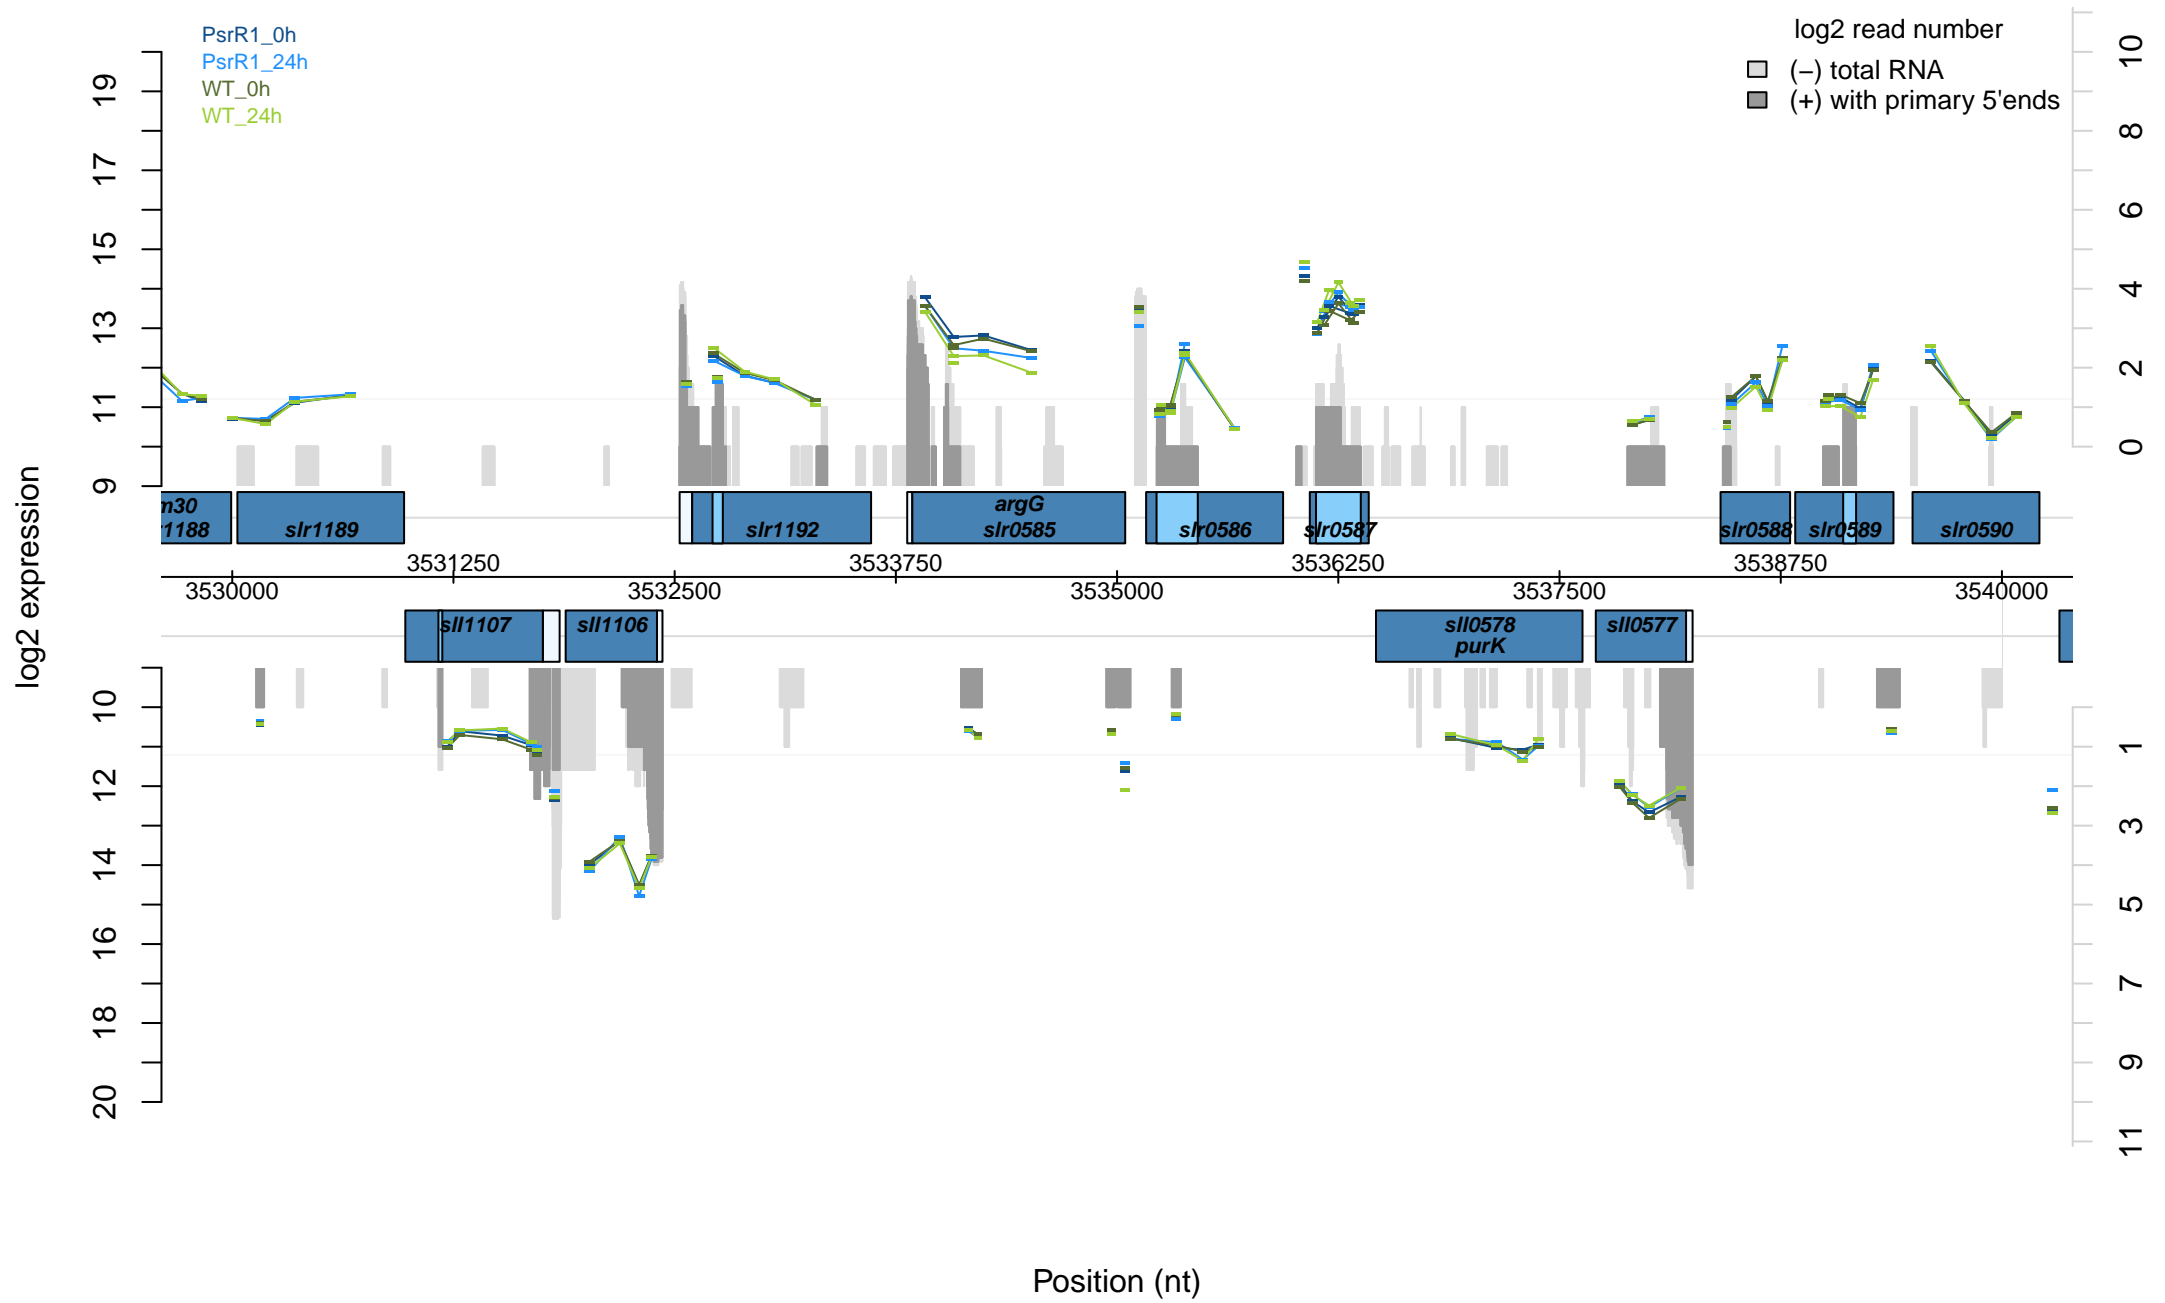 PsrR1_0h
PsrR1_24h
WT_0h
WT_24h
log2 read number
(−) total RNA
(+) with primary 5'ends
19
17
15
13
11
9
10
8
6
4
2
0
log2 expression
m30
r1188
slr1189
slr1192
argG
slr0585
slr0586
slr0587
slr0588
slr0589
slr0590
3531250
3533750
3536250
3538750
3530000
3532500
3535000
3537500
3540000
sll1107
sll1106
sll0578
purK
sll0577
10
12
14
16
18
20
1
3
5
7
9
11
Position (nt)